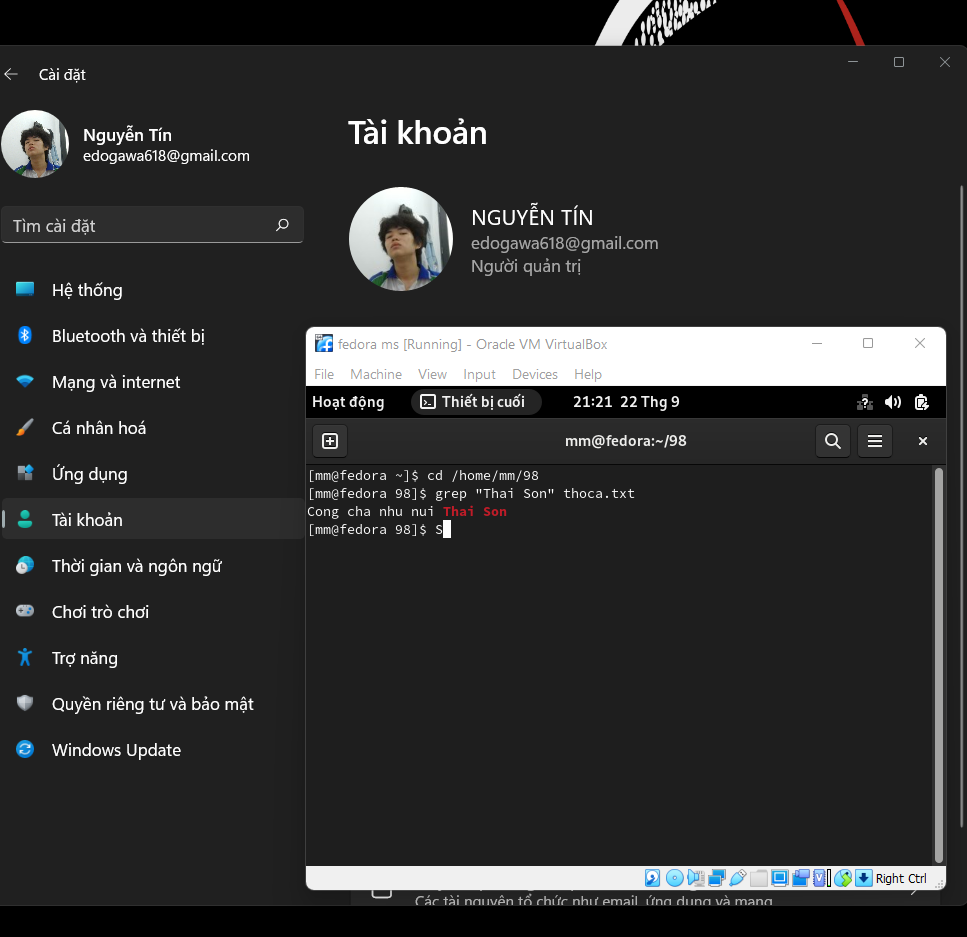 Cài đặt
Nguyễn Tín
edogawa618@gmail.com
Tìm cài đặt
Hệ thống
Bluetooth và thiết bị
Mạng và internet
Cá nhân hoá
Ứng dụng
Tài khoản
Thời gian và ngôn ngữ
Chơi trò chơi
Trợ năng
Quyền riêng tư và bảo mật
Windows Update
Tài khoản
NGUYỄN TÍN
edogawa618@gmail.com
Người quản trị
fedora ms [Running] - Oracle VM VirtualBox
File Machine View Input Devices Help
Hoạt động Thiết bị cuối 21:21 22 Thg 9
mm@fedora:~/98
[mm@fedora ~]$ cd /home/mm/98
[mm@fedora 98]$ grep "Thai Son" thoca.txt
Cong cha nhu nui Thai Son
[mm@fedora 98]$ S
Right Ctrl
Các tài nguyên tổ chức như email, ứng dụng và mạng